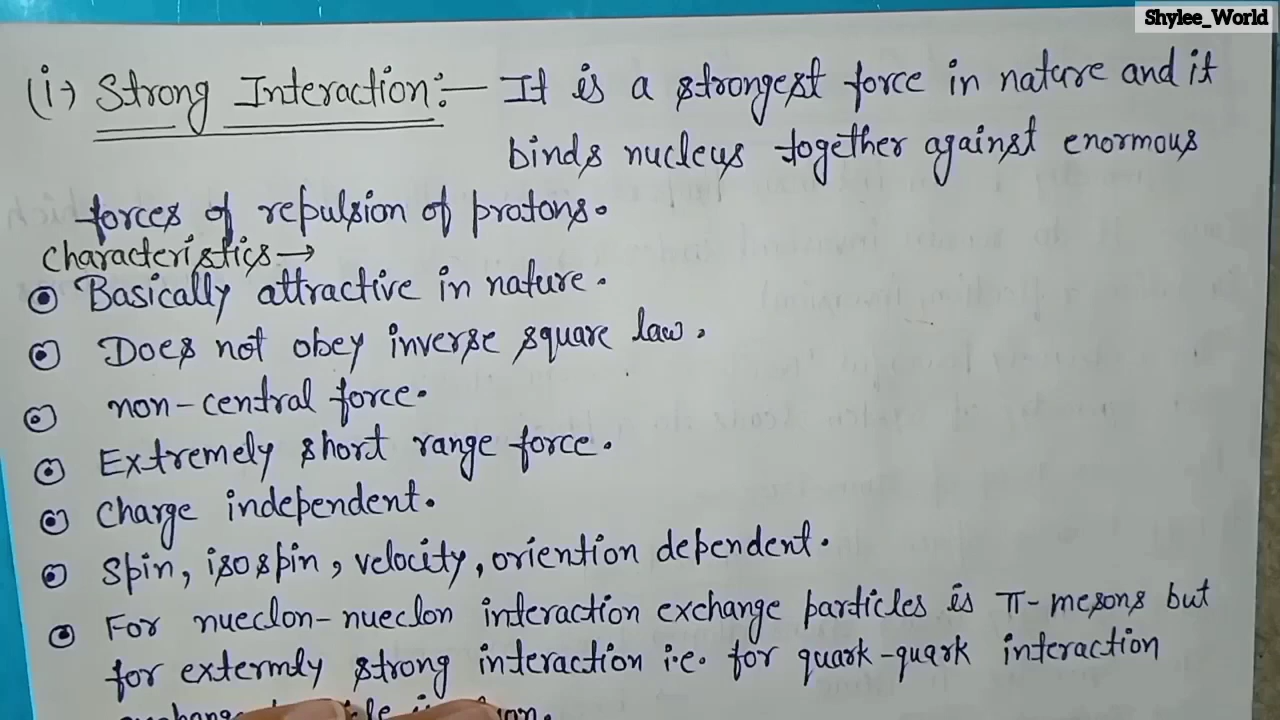 Shylee_World
(i) Strong Interaction:— It is a strongest force in nature and it
binds nucleus together against enormous
forces of repulsion of protons.
Characteristics →
Basically attractive in nature.
Does not obey inverse square law.
non-central force.
Extremely short range force.
Charge independent.
Spin, isospin, velocity, oriention dependent.
For nueclon-nueclon interaction exchange particles is π-mesons but
for extermly strong interaction i.e. for quark-quark interaction